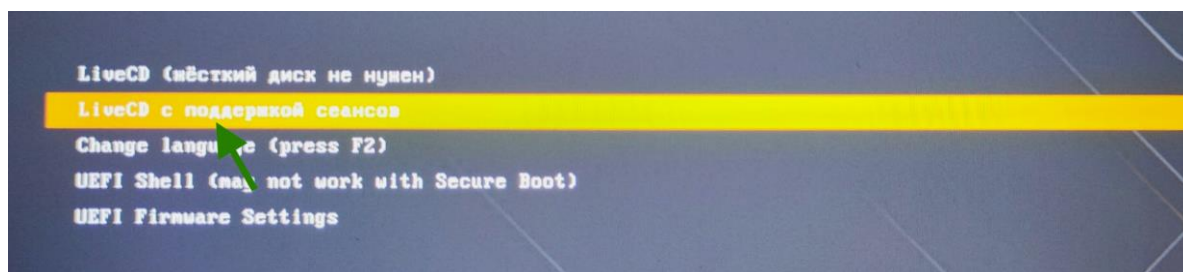 LiveCD (жёсткий диск не нужен)
LiveCD с поддержкой сеансов
Change language (press F2)
UEFI Shell (may not work with Secure Boot)
UEFI Firmware Settings